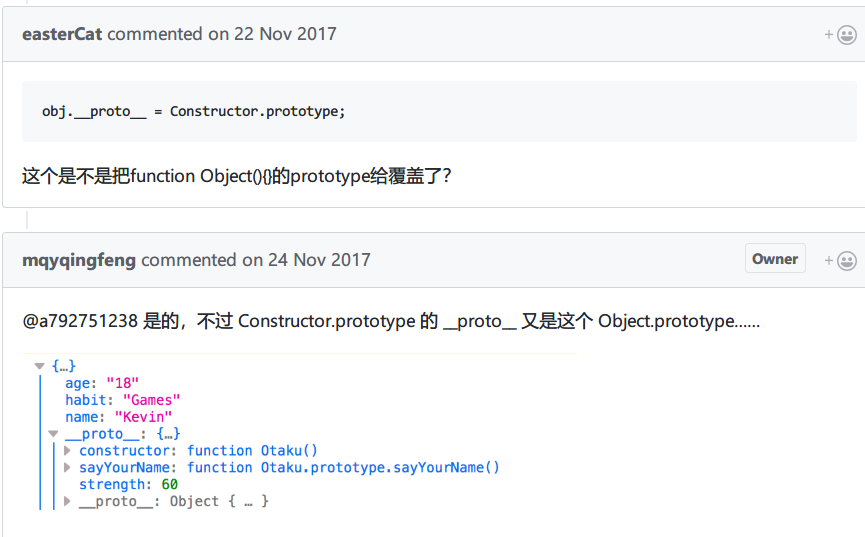 easterCat commented on 22 Nov 2017
obj.__proto__ = Constructor.prototype;
这个是不是把function Object(){}的prototype给覆盖了？
mqyqingfeng commented on 24 Nov 2017 Owner
@a792751238 是的，不过 Constructor.prototype 的 __proto__ 又是这个 Object.prototype……
{…}
age: "18"
habit: "Games"
name: "Kevin"
__proto__: {…}
constructor: function Otaku()
sayYourName: function Otaku.prototype.sayYourName()
strength: 60
__proto__: Object { … }